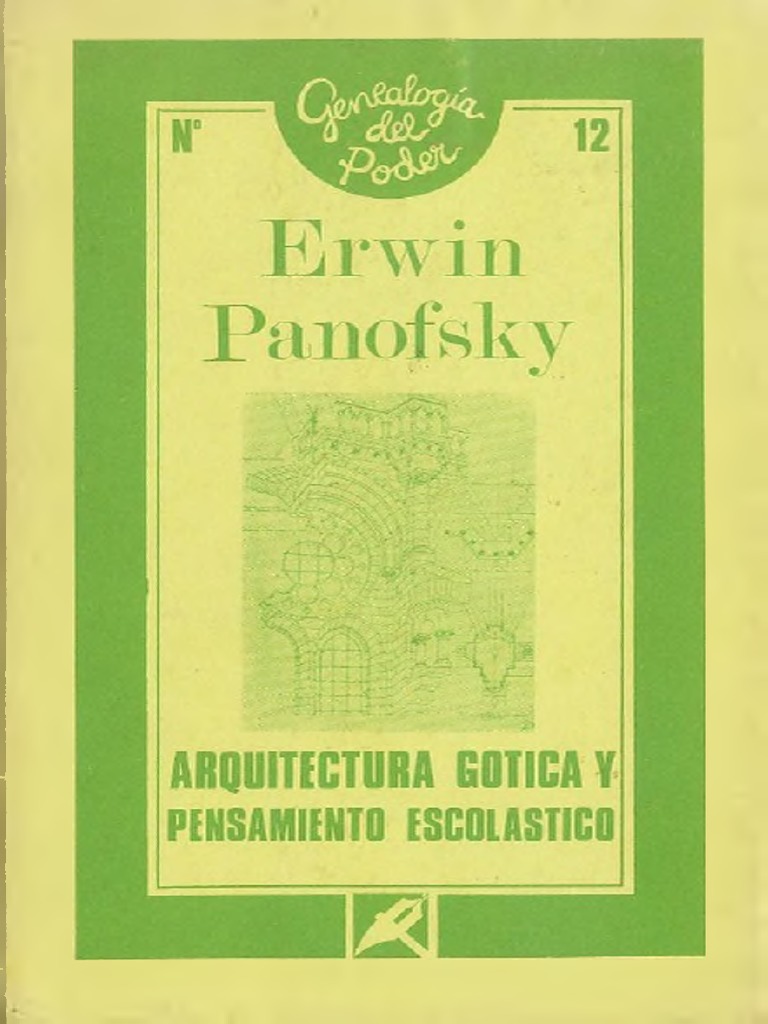 Genealogía
del
Poder
Nº 12
Erwin
Panofsky
ARQUITECTURA GOTICA Y
PENSAMIENTO ESCOLASTICO